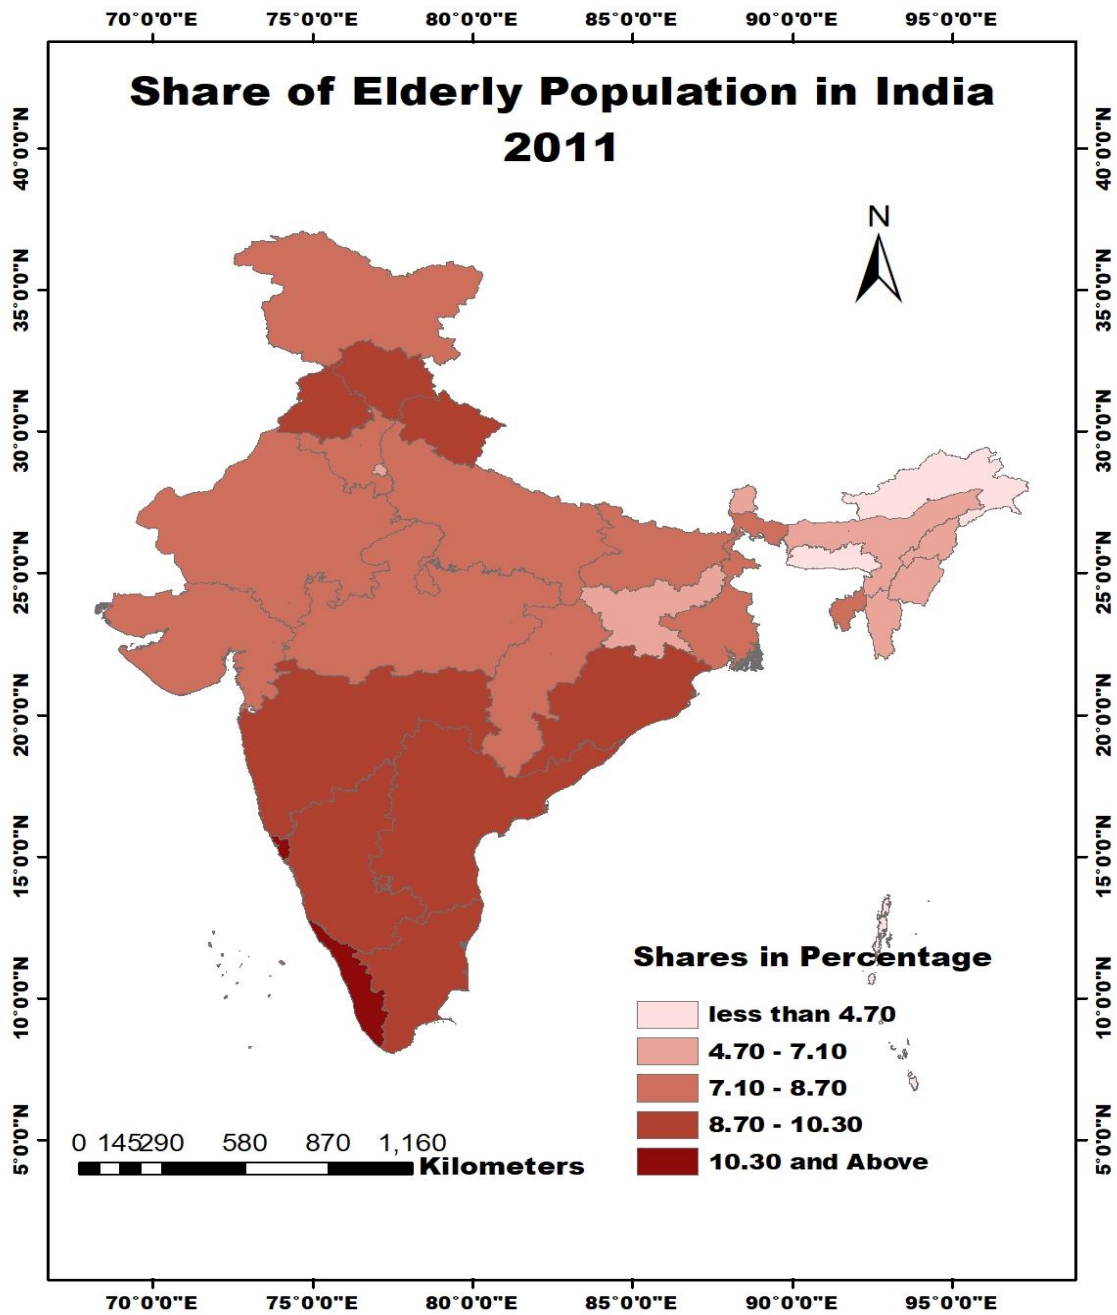 70°0'0"E 75°0'0"E 80°0'0"E 85°0'0"E 90°0'0"E 95°0'0"E
Share of Elderly Population in India
2011
40°0'0"N 40°0'0"N
N
35°0'0"N 35°0'0"N
30°0'0"N 30°0'0"N
25°0'0"N 25°0'0"N
20°0'0"N 20°0'0"N
15°0'0"N 15°0'0"N
Shares in Percentage
10°0'0"N 10°0'0"N
less than 4.70
4.70 - 7.10
7.10 - 8.70
8.70 - 10.30
10.30 and Above
5°0'0"N 5°0'0"N
0 145 290 580 870 1,160
Kilometers
70°0'0"E 75°0'0"E 80°0'0"E 85°0'0"E 90°0'0"E 95°0'0"E